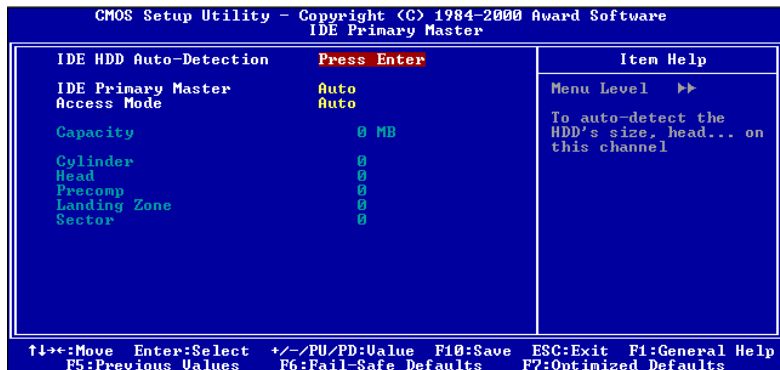 CMOS Setup Utility - Copyright (C) 1984-2000 Award Software
IDE Primary Master
IDE HDD Auto-Detection Press Enter
IDE Primary Master Auto
Access Mode Auto
Capacity 0 MB
Cylinder 0
Head 0
Precomp 0
Landing Zone 0
Sector 0
Item Help
Menu Level ►►
To auto-detect the
HDD's size, head... on
this channel
↑↓→←:Move Enter:Select +/-/PU/PD:Value F10:Save ESC:Exit F1:General Help
F5:Previous Values F6:Fail-Safe Defaults F7:Optimized Defaults